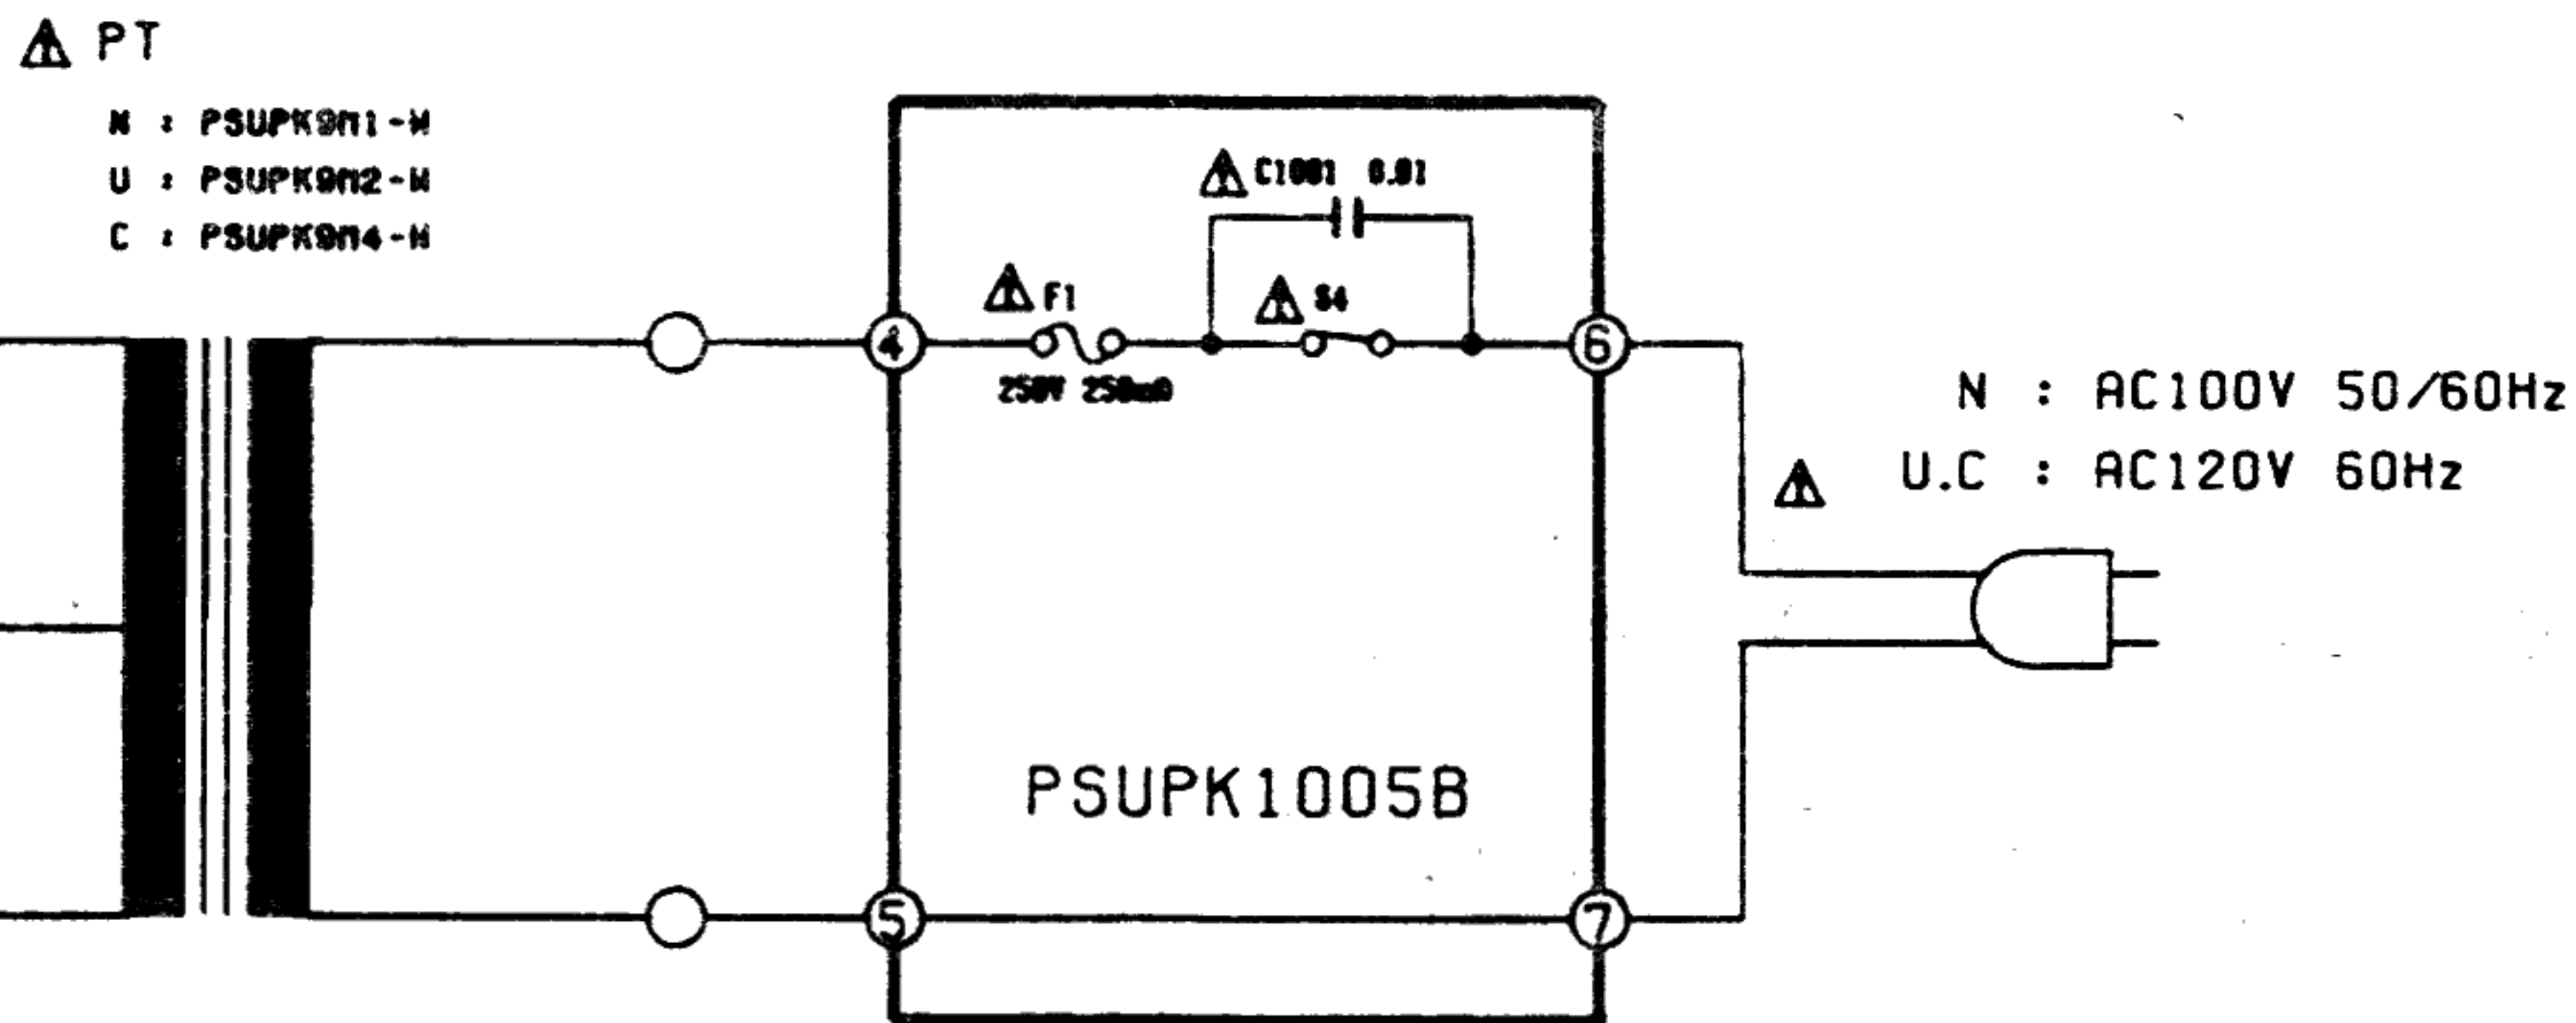 PT
N : PSUPK9M1-M
U : PSUPK9M2-M
C : PSUPK9M4-M
C1001 0.01
F1
S4
4
6
250V 250mA
N : AC100V 50/60Hz
U.C : AC120V 60Hz
PSUPK1005B
5
7